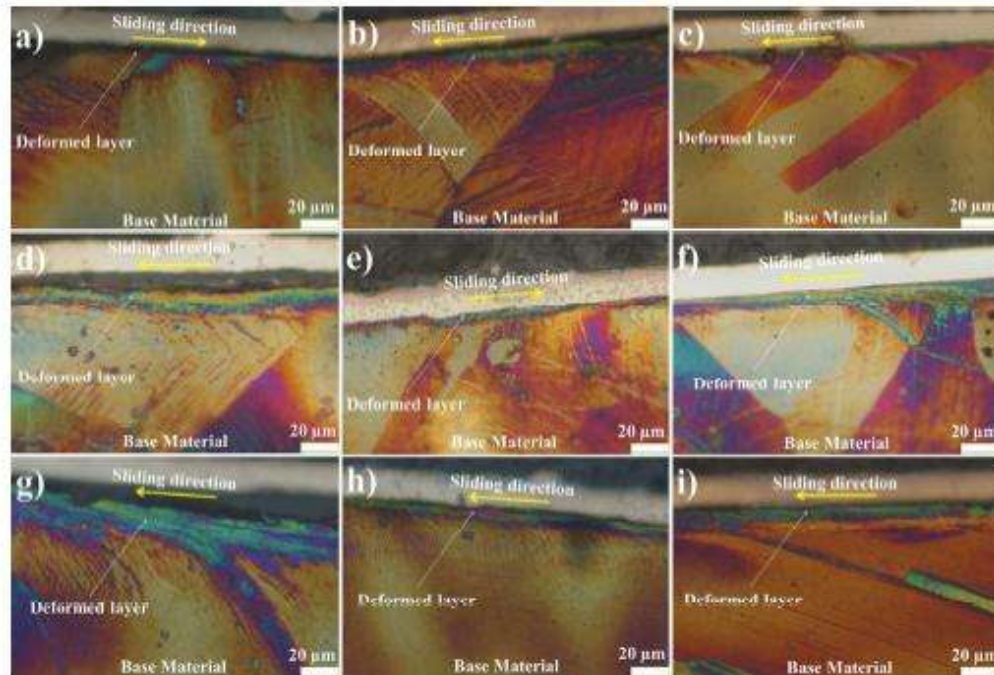 a)
Sliding direction
Deformed layer
Base Material
20 μm
b)
Sliding direction
Deformed layer
Base Material
20 μm
c)
Sliding direction
Deformed layer
Base Material
20 μm
d)
Sliding direction
Deformed layer
Base Material
20 μm
e)
Sliding direction
Deformed layer
Base Material
20 μm
f)
Sliding direction
Deformed layer
Base Material
20 μm
g)
Sliding direction
Deformed layer
Base Material
20 μm
h)
Sliding direction
Deformed layer
Base Material
20 μm
i)
Sliding direction
Deformed layer
Base Material
20 μm